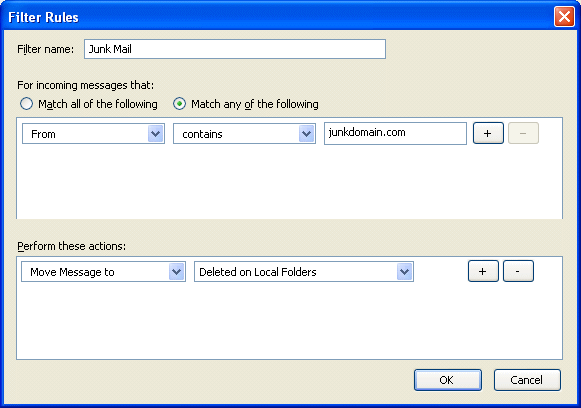 Filter Rules
Filter name: Junk Mail
For incoming messages that:
Match all of the following Match any of the following
From contains junkdomain.com + -
Perform these actions:
Move Message to Deleted on Local Folders + -
OK Cancel